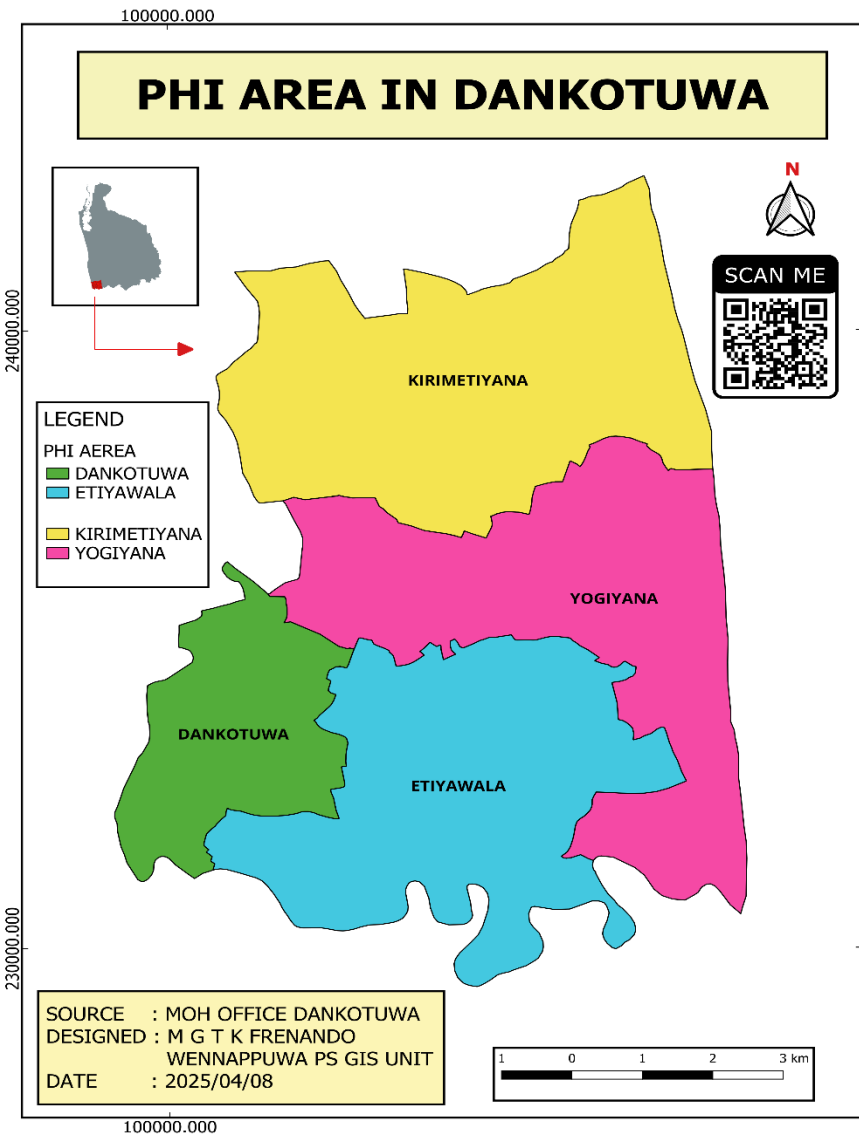 100000.000
PHI AREA IN DANKOTUWA
N
SCAN ME
240000.000
240000.000
KIRIMETIYANA
LEGEND
PHI AEREA
DANKOTUWA
ETIYAWALA
KIRIMETIYANA
YOGIYANA
YOGIYANA
DANKOTUWA
ETIYAWALA
230000.000
SOURCE : MOH OFFICE DANKOTUWA
DESIGNED : M G T K FRENANDO
WENNAPPUWA PS GIS UNIT
DATE : 2025/04/08
1 0 1 2 3 km
100000.000